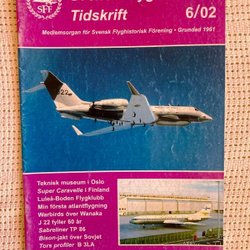 SFF
Tidskrift
6/02
Medlemsorgan för Svensk Flyghistorisk Förening • Grundad 1961
Teknisk museum i Oslo
Super Caravelle i Finland
Luleå-Boden Flygklubb
Min första atlantflygning
Warbirds över Wanaka
J 22 fyller 60 år
Sabreliner TP 86
Bison-jakt över Sovjet
Tors profiler B 3LA